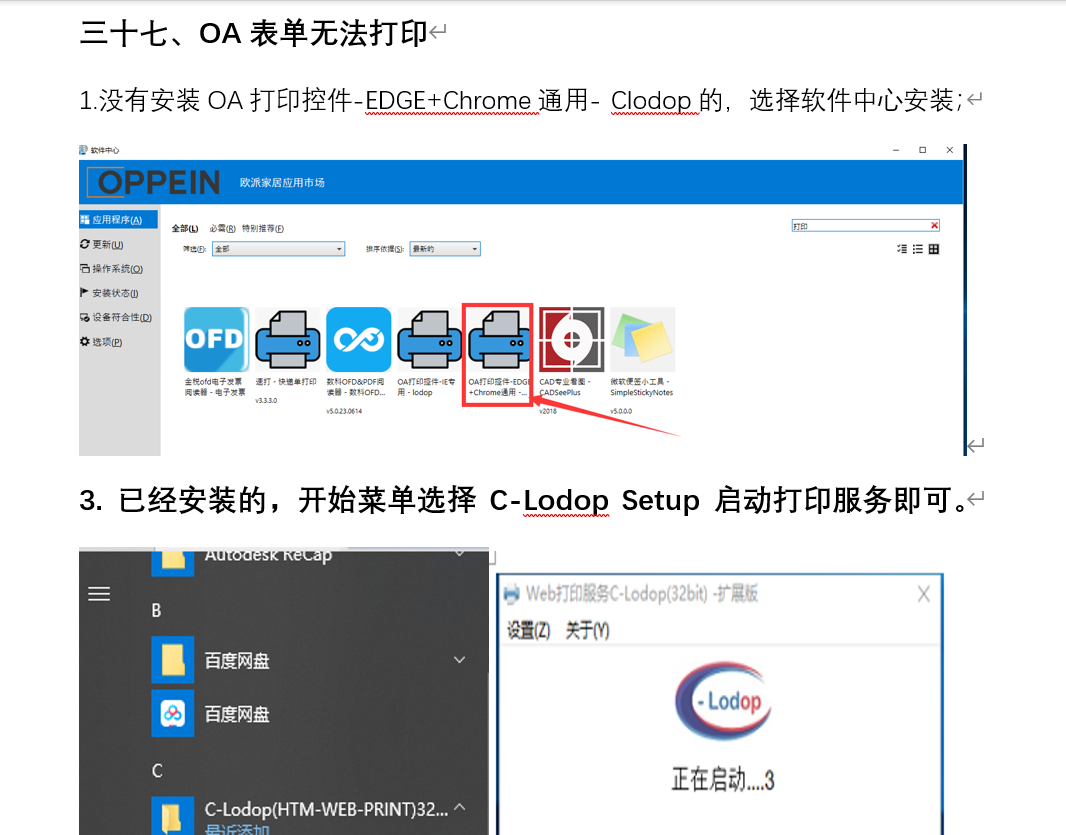 三十七、OA 表单无法打印
1.没有安装 OA 打印控件-EDGE+Chrome 通用- Clodop 的，选择软件中心安装;
软件中心
OPPEIN 欧派家居应用市场
应用程序(A)
更新(U)
操作系统(O)
安装状态(I)
设备符合性(D)
选项(P)
全部(L) 必需(R) 特别推荐(F)
打印
筛选(F): 全部 排序依据(S): 最新的
OFD
金税ofd电子发票
阅读器 - 电子发票
速打 - 快递单打印
v3.3.3.0
数科OFD&PDF阅
读器 - 数科OFD...
v5.0.23.0614
OA打印控件-IE专
用 - lodop
OA打印控件-EDGE
+Chrome通用 -...
CAD专业看图 -
CADSeePlus
v2018
微软便签小工具 -
SimpleStickyNotes
v5.0.0.0
3. 已经安装的，开始菜单选择 C-Lodop Setup 启动打印服务即可。
Autodesk ReCap
B
百度网盘
百度网盘
C
C-Lodop(HTM-WEB-PRINT)32...
最近添加
Web打印服务C-Lodop(32bit) -扩展版
设置(Z) 关于(Y)
C-Lodop
正在启动....3